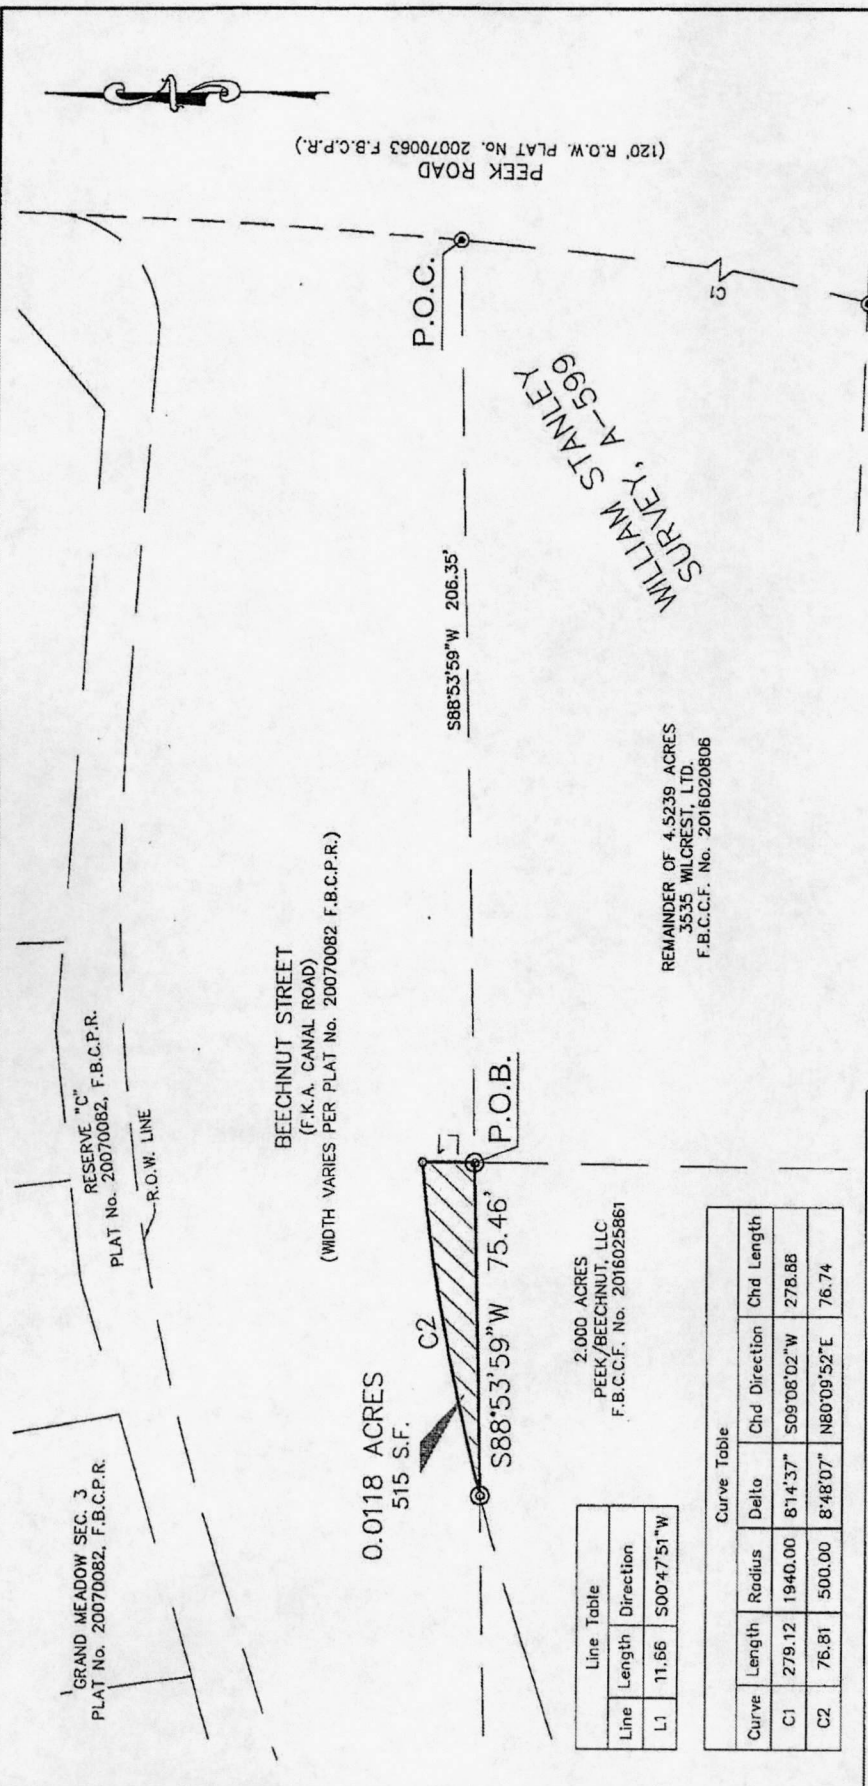 GRAND MEADOW SEC. 3
PLAT No. 20070082, F.B.C.P.R.
RESERVE "C"
PLAT No. 20070082, F.B.C.P.R.
R.O.W. LINE
BEECHNUT STREET
(F.K.A. CANAL ROAD)
(WIDTH VARIES PER PLAT No. 20070082 F.B.C.P.R.)
PEEK ROAD
(120' R.O.W. PLAT No. 20070063 F.B.C.P.R.)
0.0118 ACRES
515 S.F.
C2
L1
S88°53'59"W 75.46'
P.O.B.
S88°53'59"W 206.35'
P.O.C.
C1
WILLIAM STANLEY
SURVEY, A-599
2.000 ACRES
PEEK/BEECHNUT, LLC
F.B.C.C.F. No. 2016025861
REMAINDER OF 4.5239 ACRES
3535 WILCREST, LTD.
F.B.C.C.F. No. 2016020806
Line Table
Line Length Direction
L1 11.66 S00°47'51"W
Curve Table
Curve Length Radius Delta Chd Direction Chd Length
C1 279.12 1940.00 8°14'37" S09°08'02"W 278.88
C2 76.81 500.00 8°48'07" N80°09'52"E 76.74